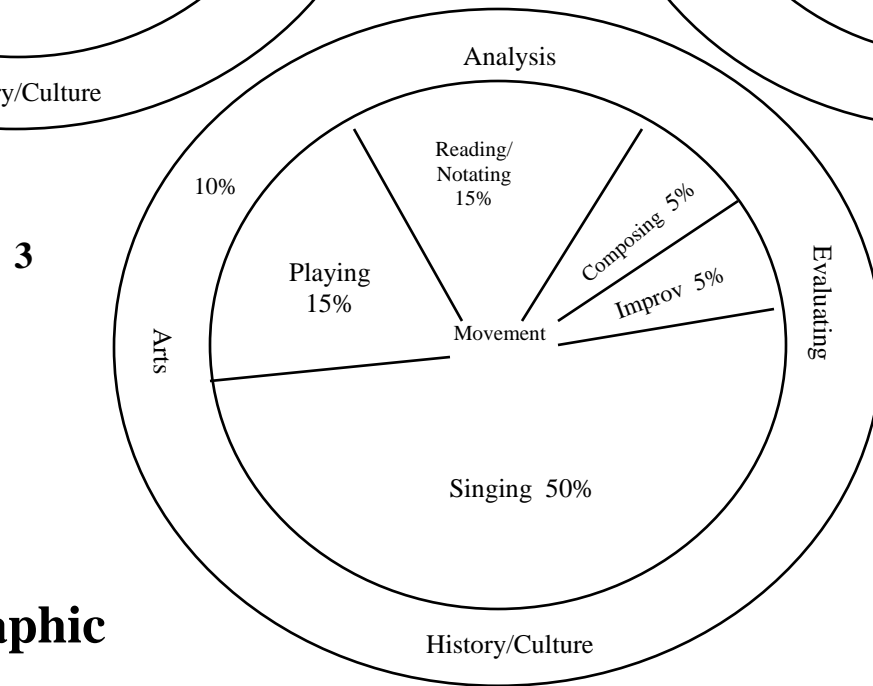 Analysis
ry/Culture
Reading/
Notating
15%
10%
Composing 5%
3
Playing
15%
Improv 5%
Evaluating
Movement
Arts
Singing 50%
aphic
History/Culture